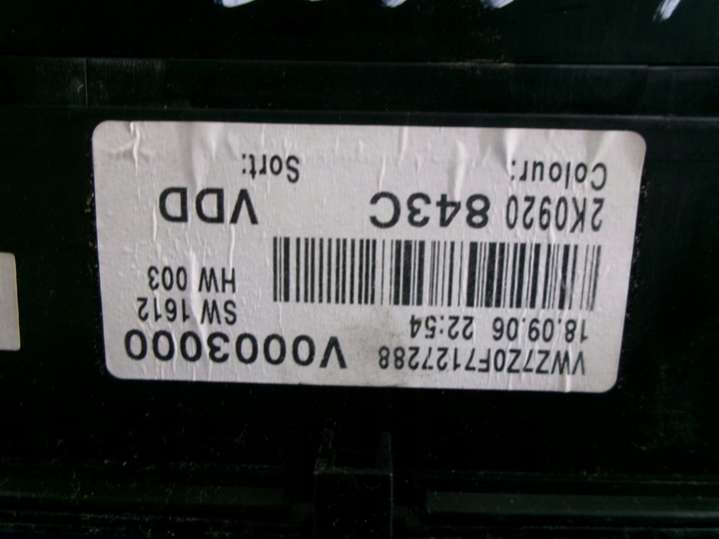 VWZ7Z0F7127288 V0003000
18.09.06 22:54 SW 1612
HW 003
2K0920 843C VDD
Colour: Sort: